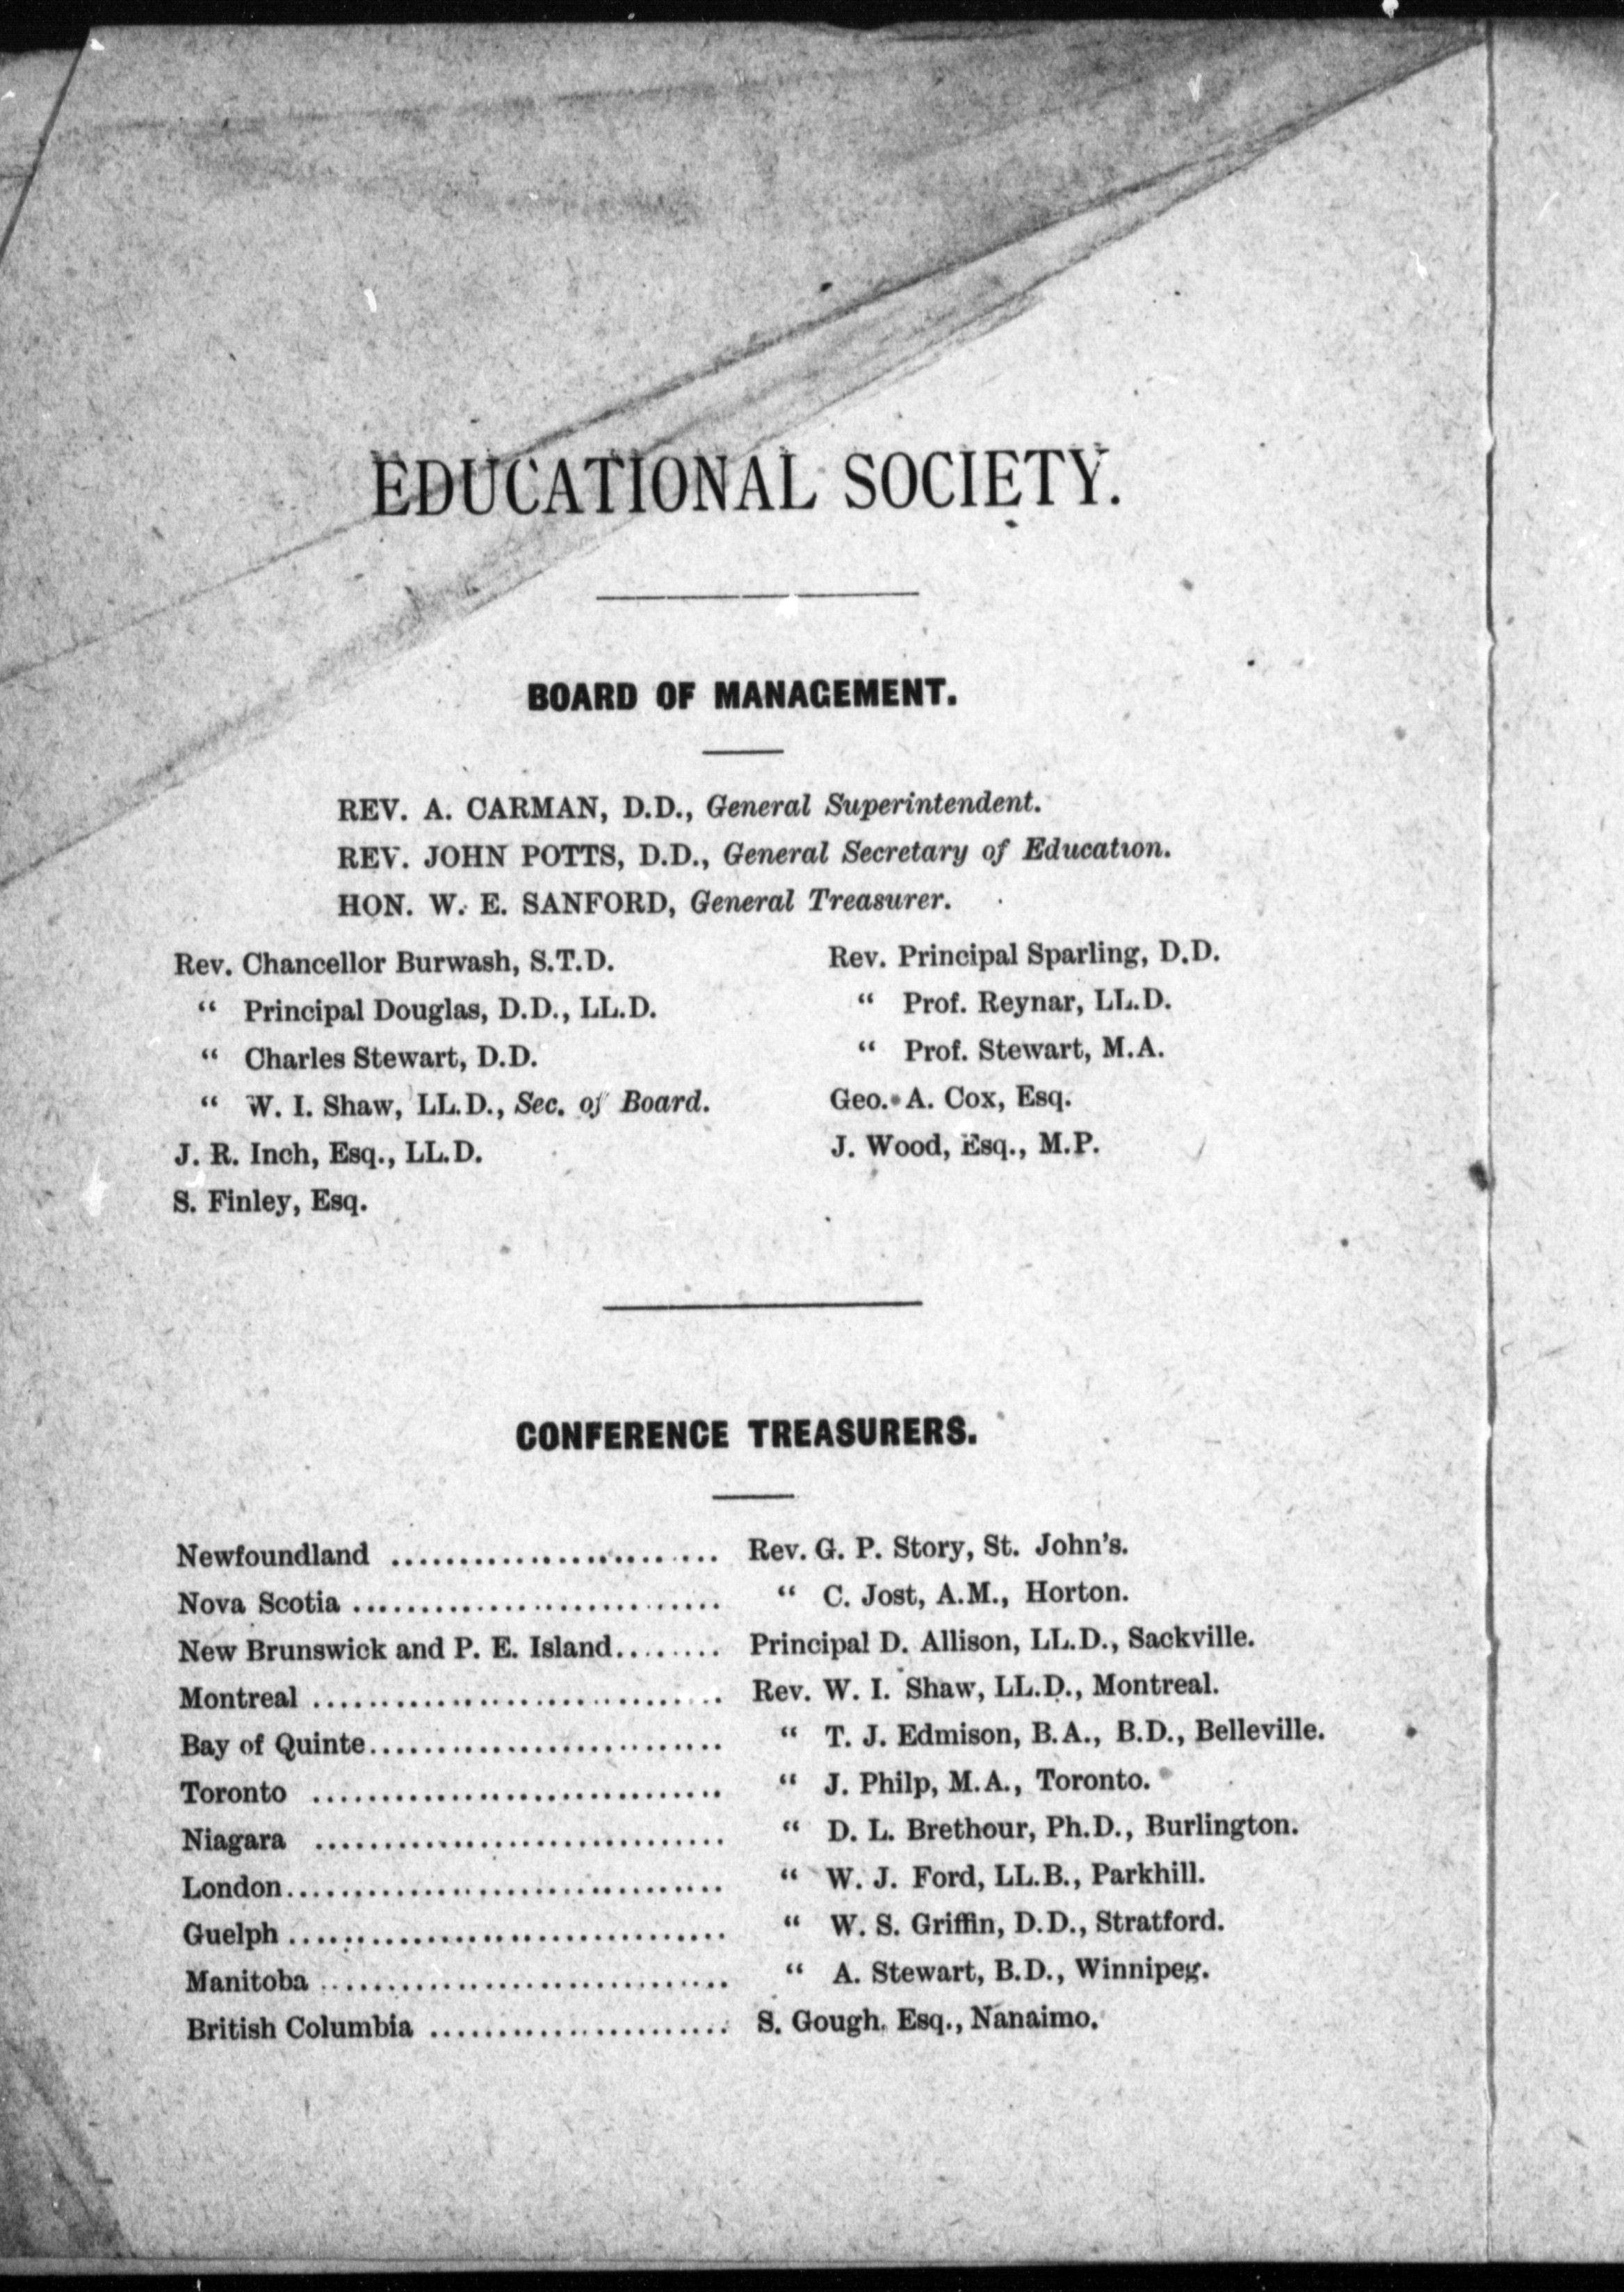 EDUCATIONAL SOCIETY.
BOARD OF MANAGEMENT.
REV. A. CARMAN, D.D., General Superintendent.
REV. JOHN POTTS, D.D., General Secretary of Education.
HON. W. E. SANFORD, General Treasurer.
Rev. Chancellor Burwash, S.T.D.
“ Principal Douglas, D.D., LL.D.
“ Charles Stewart, D.D.
“ W. I. Shaw, LL.D., Sec. of Board.
J. R. Inch, Esq., LL.D.
S. Finley, Esq.
Rev. Principal Sparling, D.D.
“ Prof. Reynar, LL.D.
“ Prof. Stewart, M.A.
Geo. A. Cox, Esq.
J. Wood, Esq., M.P.
CONFERENCE TREASURERS.
Newfoundland ........................ Rev. G. P. Story, St. John's.
Nova Scotia ........................... “ C. Jost, A.M., Horton.
New Brunswick and P. E. Island........ Principal D. Allison, LL.D., Sackville.
Montreal .............................. Rev. W. I. Shaw, LL.D., Montreal.
Bay of Quinte.......................... “ T. J. Edmison, B.A., B.D., Belleville.
Toronto .............................. “ J. Philp, M.A., Toronto.
Niagara .............................. “ D. L. Brethour, Ph.D., Burlington.
London................................ “ W. J. Ford, LL.B., Parkhill.
Guelph ................................ “ W. S. Griffin, D.D., Stratford.
Manitoba .............................. “ A. Stewart, B.D., Winnipeg.
British Columbia ...................... S. Gough, Esq., Nanaimo.